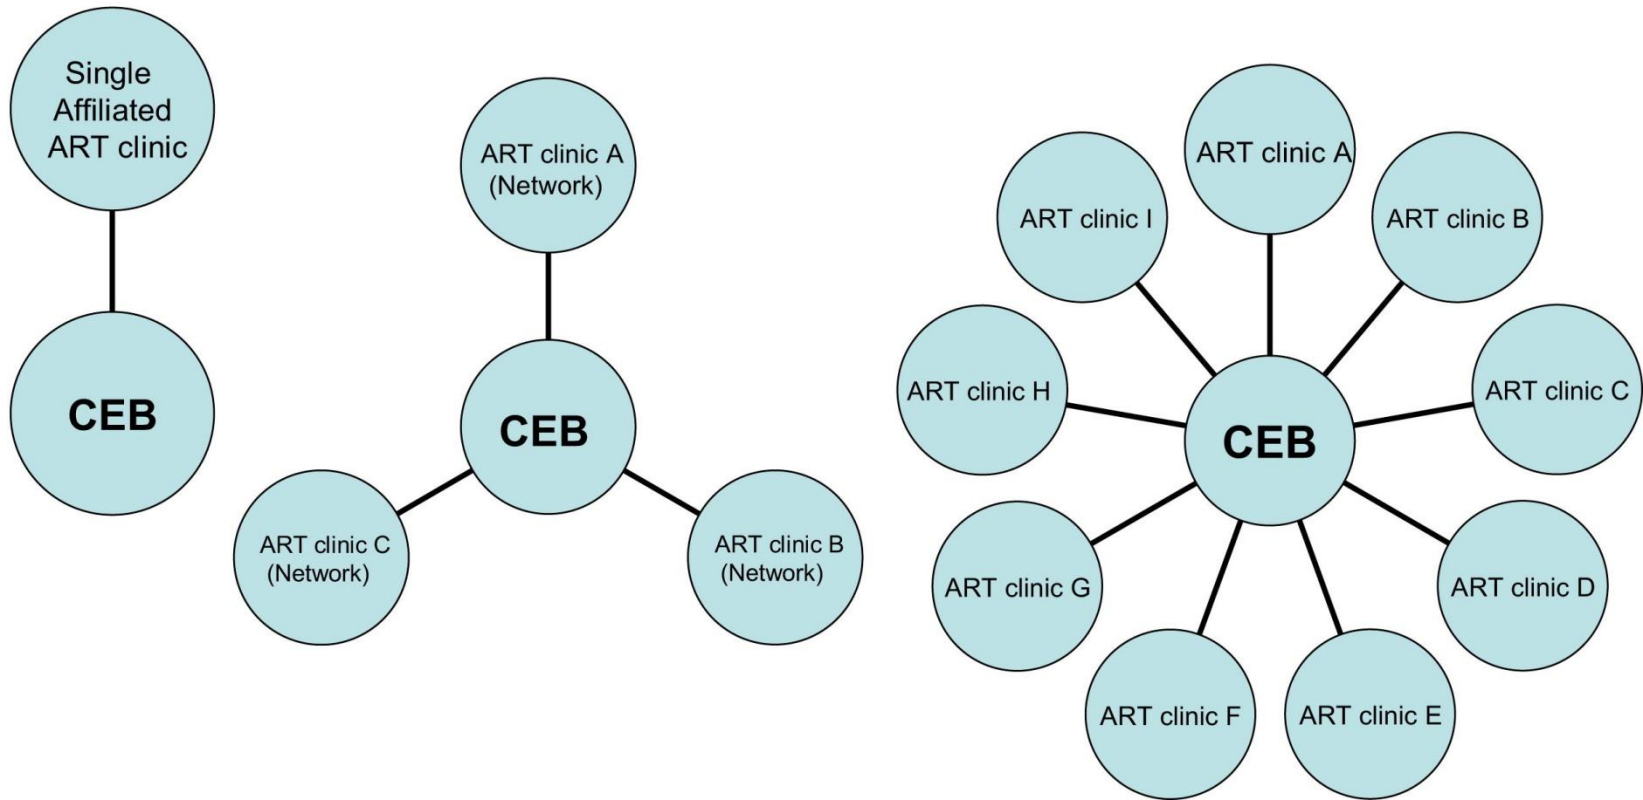 Single
Affiliated
ART clinic
CEB
ART clinic A
(Network)
CEB
ART clinic C
(Network)
ART clinic B
(Network)
ART clinic A
ART clinic B
ART clinic C
ART clinic D
ART clinic E
ART clinic F
ART clinic G
ART clinic H
ART clinic I
CEB